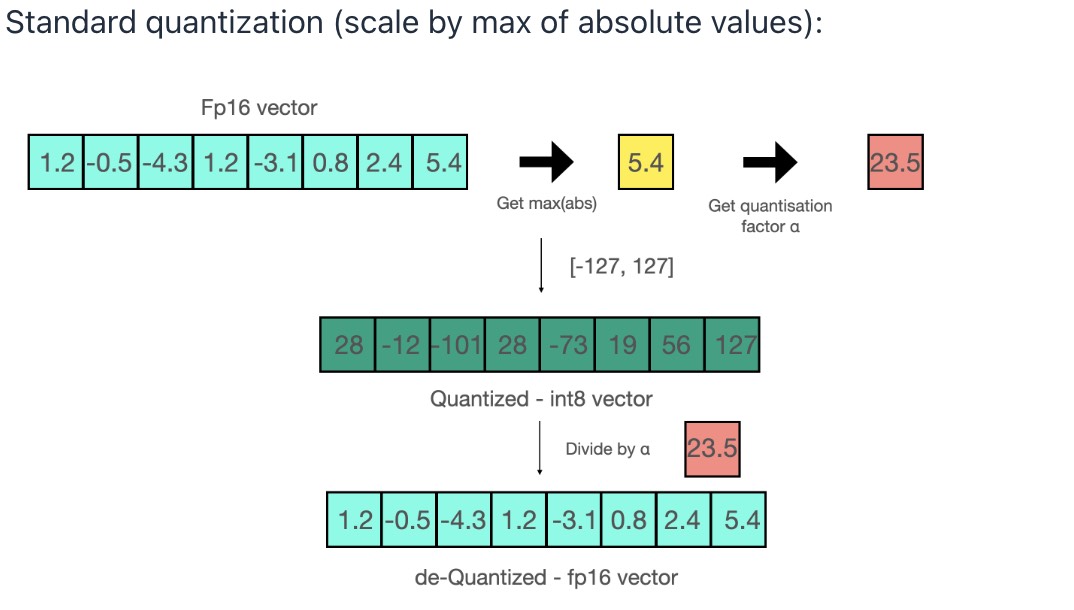 Standard quantization (scale by max of absolute values):
Fp16 vector
1.2 -0.5 -4.3 1.2 -3.1 0.8 2.4 5.4
5.4
23.5
Get max(abs)
Get quantisation
factor α
[-127, 127]
28 -12 -101 28 -73 19 56 127
Quantized - int8 vector
Divide by α
23.5
1.2 -0.5 -4.3 1.2 -3.1 0.8 2.4 5.4
de-Quantized - fp16 vector